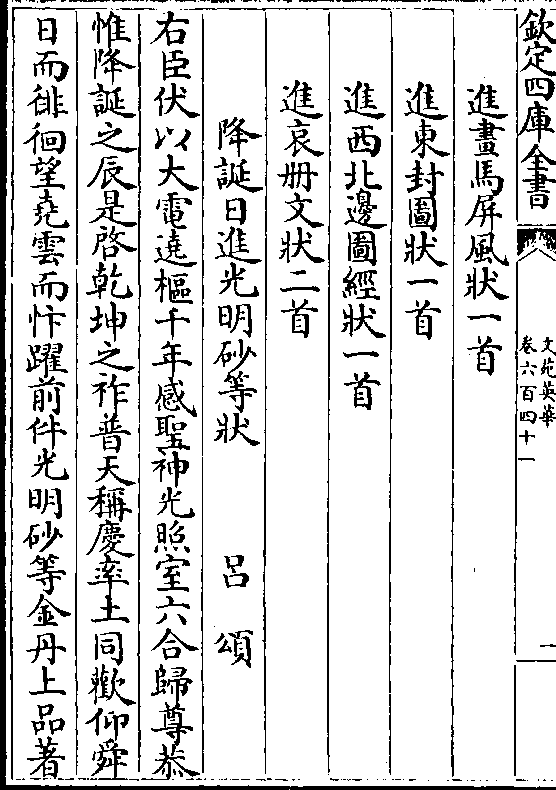 欽定四庫全書
文苑英華
卷六百四十一
一
進畫馬屏風狀一首
進東封圖狀一首
進西北邊圖經狀一首
進哀册文狀二首
降誕日進光明砂等狀 呂頌
右臣伏以大電遶樞千年感聖神光照室六合歸尊恭
惟降誕之辰是啓乾坤之祚普天稱慶率土同歡仰舜
日而徘徊望堯雲而忭躍前件光明砂等金丹上品著